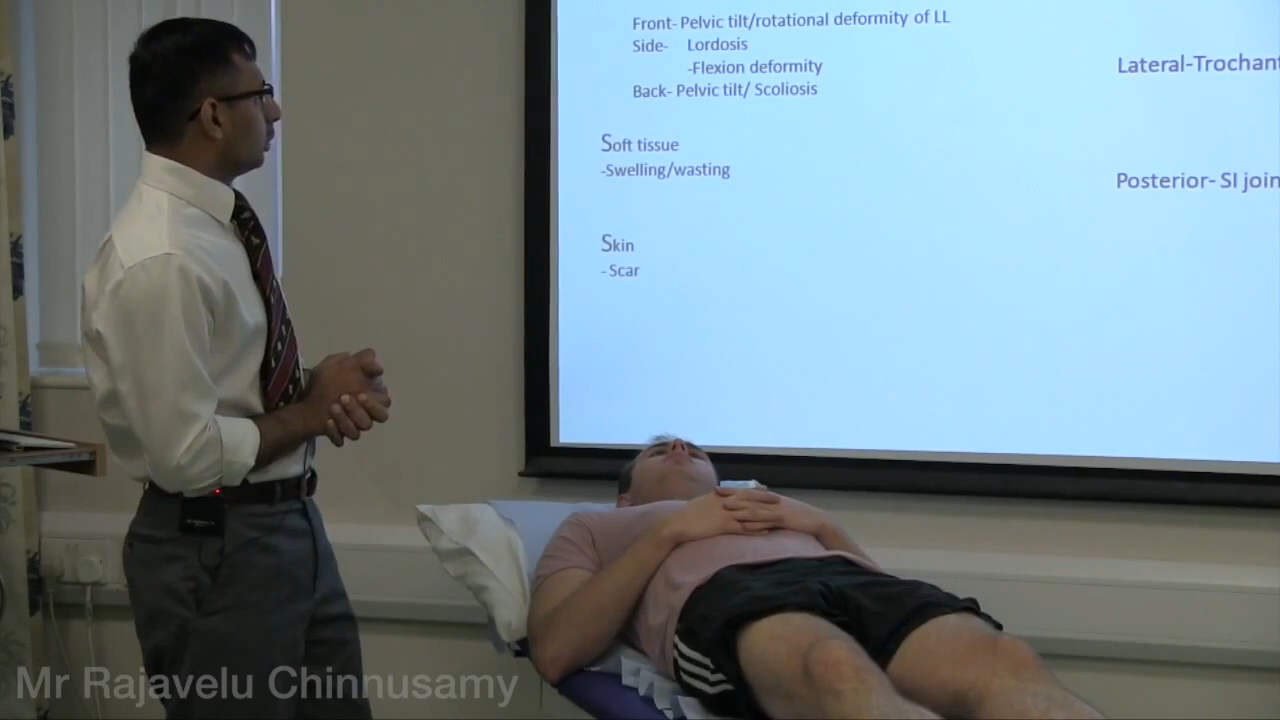 Front- Pelvic tilt/rotational deformity of LL
Side- Lordosis
-Flexion deformity
Back- Pelvic tilt/ Scoliosis
Soft tissue
-Swelling/wasting
Skin
- Scar
Lateral-Trochant
Posterior- SI join
Mr Rajavelu Chinnusamy